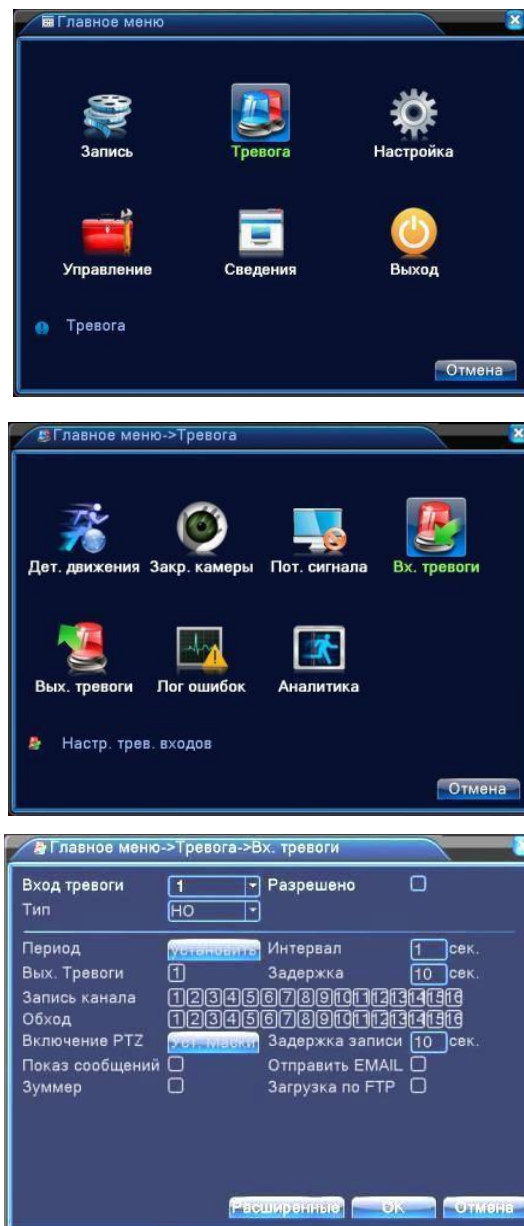 Главное меню
Запись Тревога Настройка
Управление Сведения Выход
Тревога
Отмена
Главное меню->Тревога
Дет. движения Закр. камеры Пот. сигнала Вх. тревоги
Вых. тревоги Лог ошибок Аналитика
Настр. трев. входов
Отмена
Главное меню->Тревога->Вх. тревоги
Вход тревоги 1 Разрешено
Тип НО
Период Установить Интервал 1 сек.
Вых. Тревоги 1 Задержка 10 сек.
Запись канала 1 2 3 4 5 6 7 8 9 10 11 12 13 14 15 16
Обход 1 2 3 4 5 6 7 8 9 10 11 12 13 14 15 16
Включение PTZ Уст. Маски Задержка записи 10 сек.
Показ сообщений Отправить EMAIL
Зуммер Загрузка по FTP
Расширенные OK Отмена